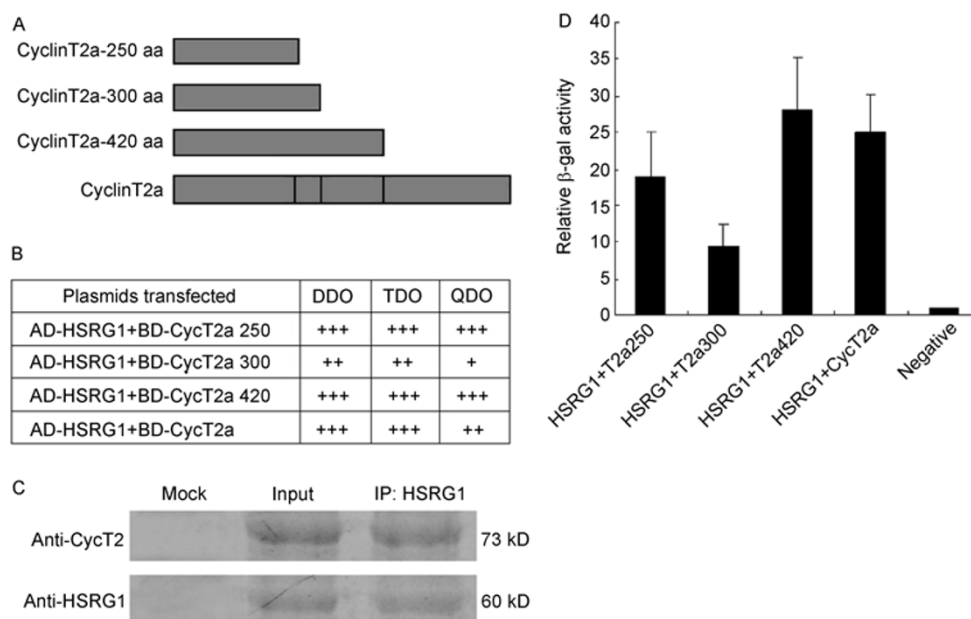 A
CyclinT2a-250 aa
CyclinT2a-300 aa
CyclinT2a-420 aa
CyclinT2a
B
Plasmids transfected DDO TDO QDO
AD-HSRG1+BD-CycT2a 250 +++ +++ +++
AD-HSRG1+BD-CycT2a 300 ++ ++ +
AD-HSRG1+BD-CycT2a 420 +++ +++ +++
AD-HSRG1+BD-CycT2a +++ +++ ++
C
Mock Input IP: HSRG1
Anti-CycT2 73 kD
Anti-HSRG1 60 kD
D
Relative β-gal activity
40
35
30
25
20
15
10
5
0
HSRG1+T2a250
HSRG1+T2a300
HSRG1+T2a420
HSRG1+CycT2a
Negative